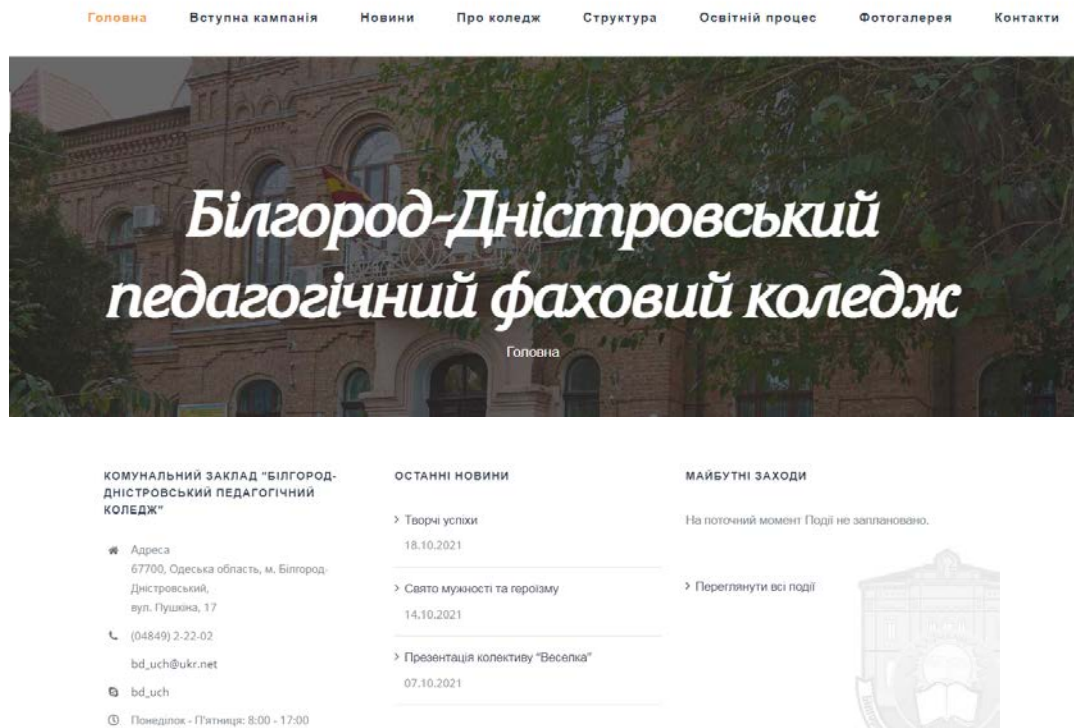 Головна Вступна кампанія Новини Про коледж Структура Освітній процес Фотогалерея Контакти
Білгород-Дністровський
педагогічний фаховий коледж
Головна
КОМУНАЛЬНИЙ ЗАКЛАД "БІЛГОРОД-
ДНІСТРОВСЬКИЙ ПЕДАГОГІЧНИЙ
КОЛЕДЖ"
Адреса
67700, Одеська область, м. Білгород-
Дністровський,
вул. Пушкіна, 17
(04849) 2-22-02
bd_uch@ukr.net
bd_uch
Понеділок - П'ятниця: 8:00 - 17:00
ОСТАННІ НОВИНИ
> Творчі успіхи
18.10.2021
> Свято мужності та героїзму
14.10.2021
> Презентація колективу "Веселка"
07.10.2021
МАЙБУТНІ ЗАХОДИ
На поточний момент Події не заплановано.
> Переглянути всі події